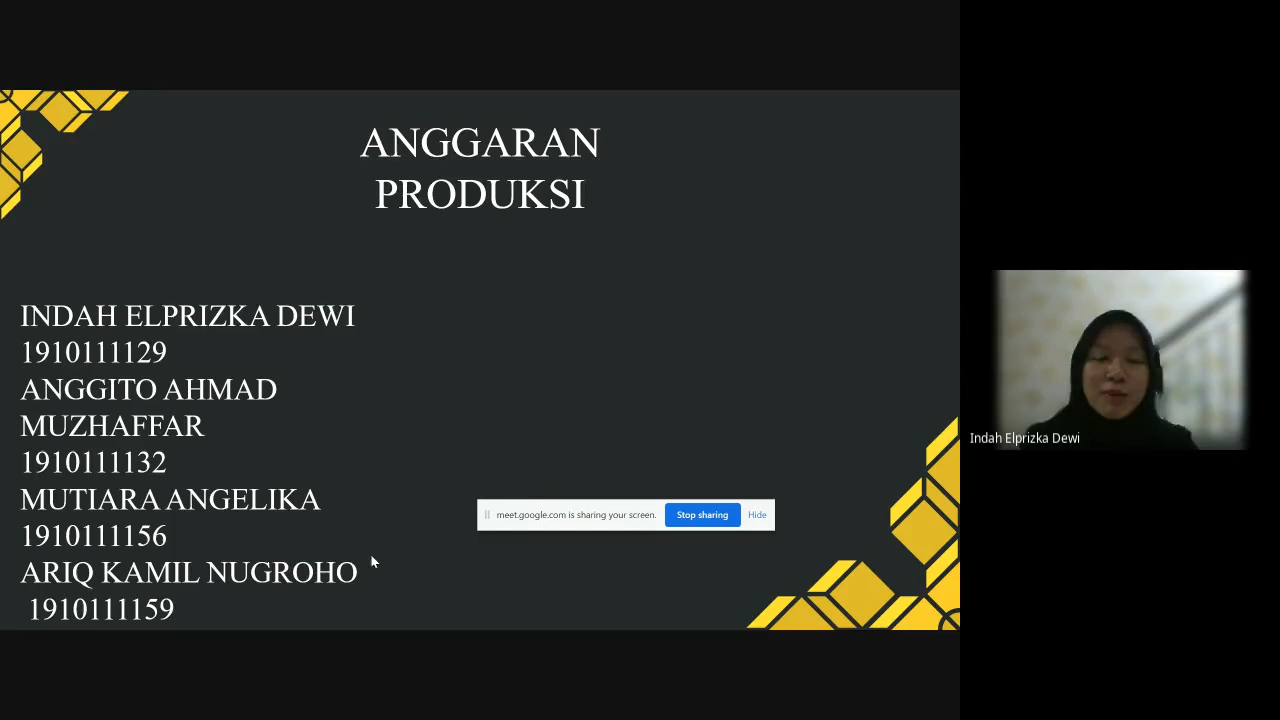 ANGGARAN
PRODUKSI
INDAH ELPRIZKA DEWI
1910111129
ANGGITO AHMAD
MUZHAFFAR
1910111132
MUTIARA ANGELIKA
1910111156
ARIQ KAMIL NUGROHO
1910111159
meet.google.com is sharing your screen. Stop sharing Hide
Indah Elprizka Dewi